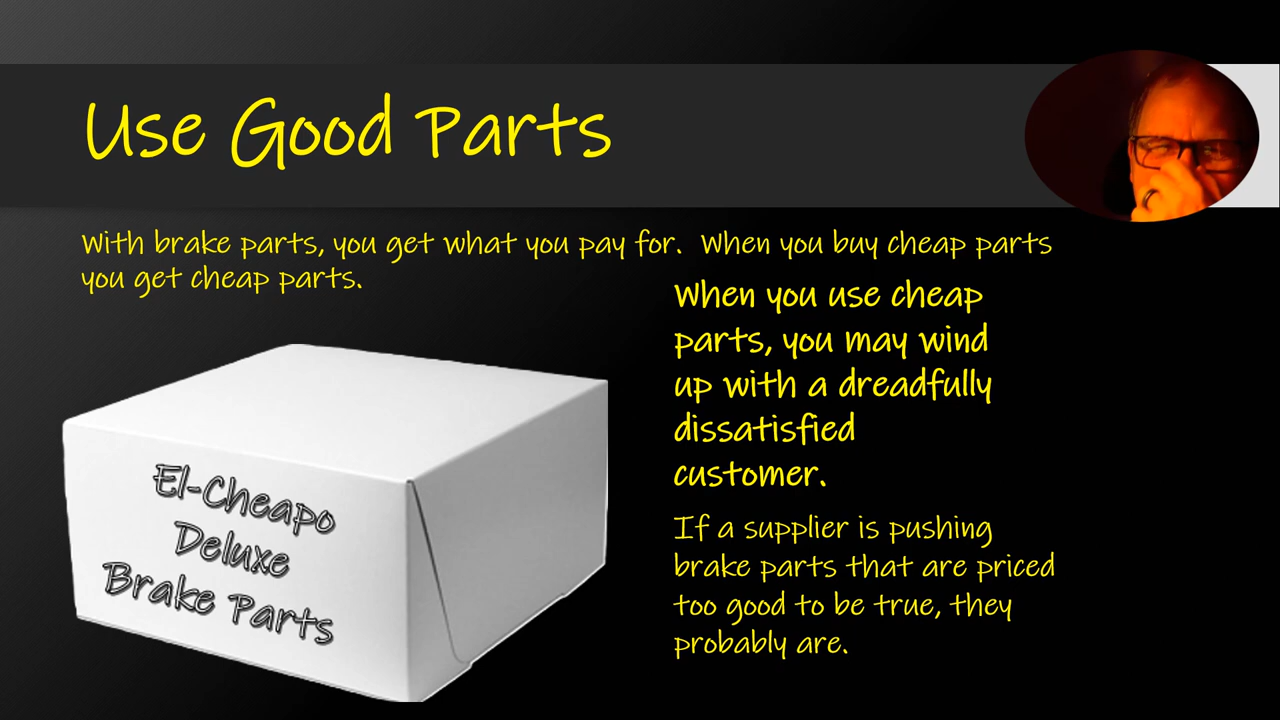 Use Good Parts
With brake parts, you get what you pay for.  When you buy cheap parts
you get cheap parts.
When you use cheap
parts, you may wind
up with a dreadfully
dissatisfied
customer.
If a supplier is pushing
brake parts that are priced
too good to be true, they
probably are.
El-Cheapo
Deluxe
Brake Parts